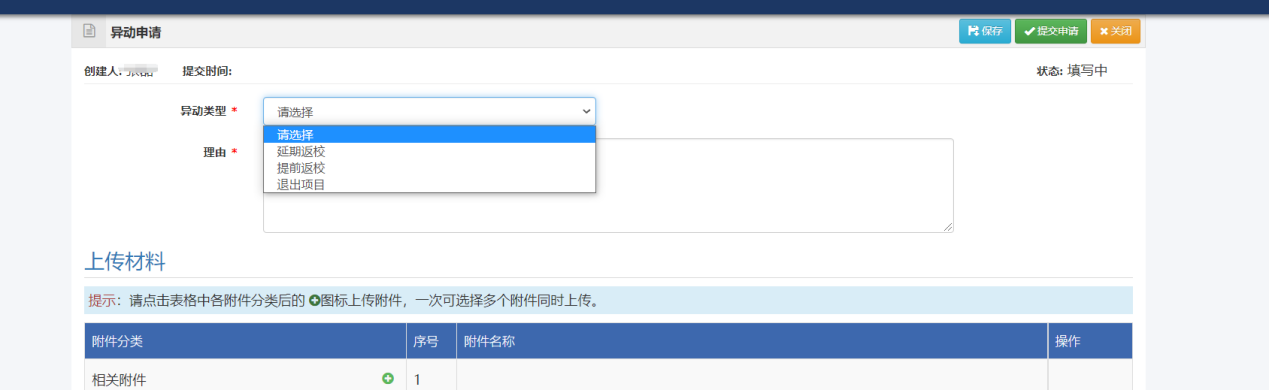 异动申请
保存 提交申请 关闭
创建人: 提交时间: 状态: 填写中
异动类型 * 请选择
请选择
延期返校
理由 *
提前返校
退出项目
上传材料
提示：请点击表格中各附件分类后的 图标上传附件，一次可选择多个附件同时上传。
附件分类 序号 附件名称 操作
相关附件 1